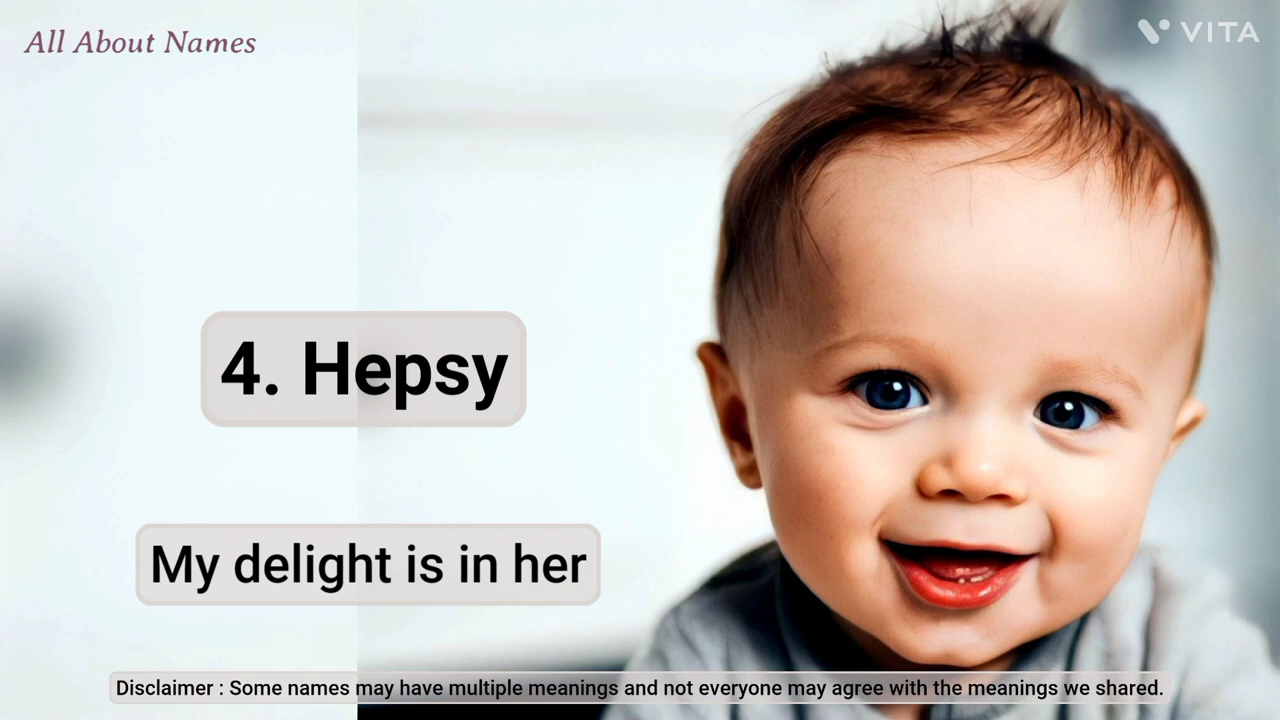 All About Names
VITA
4. Hepsy
My delight is in her
Disclaimer : Some names may have multiple meanings and not everyone may agree with the meanings we shared.